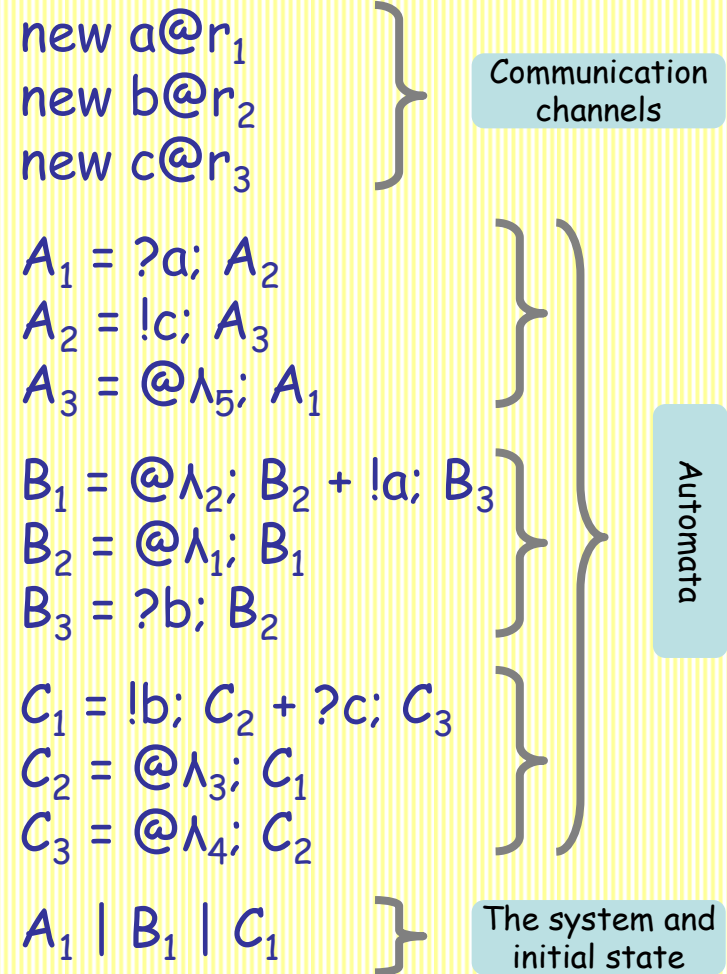 new a@r₁
new b@r₂
new c@r₃
Communication
channels
A₁ = ?a; A₂
A₂ = !c; A₃
A₃ = @λ₅; A₁
B₁ = @λ₂; B₂ + !a; B₃
B₂ = @λ₁; B₁
B₃ = ?b; B₂
C₁ = !b; C₂ + ?c; C₃
C₂ = @λ₃; C₁
C₃ = @λ₄; C₂
Automata
A₁ | B₁ | C₁
The system and
initial state